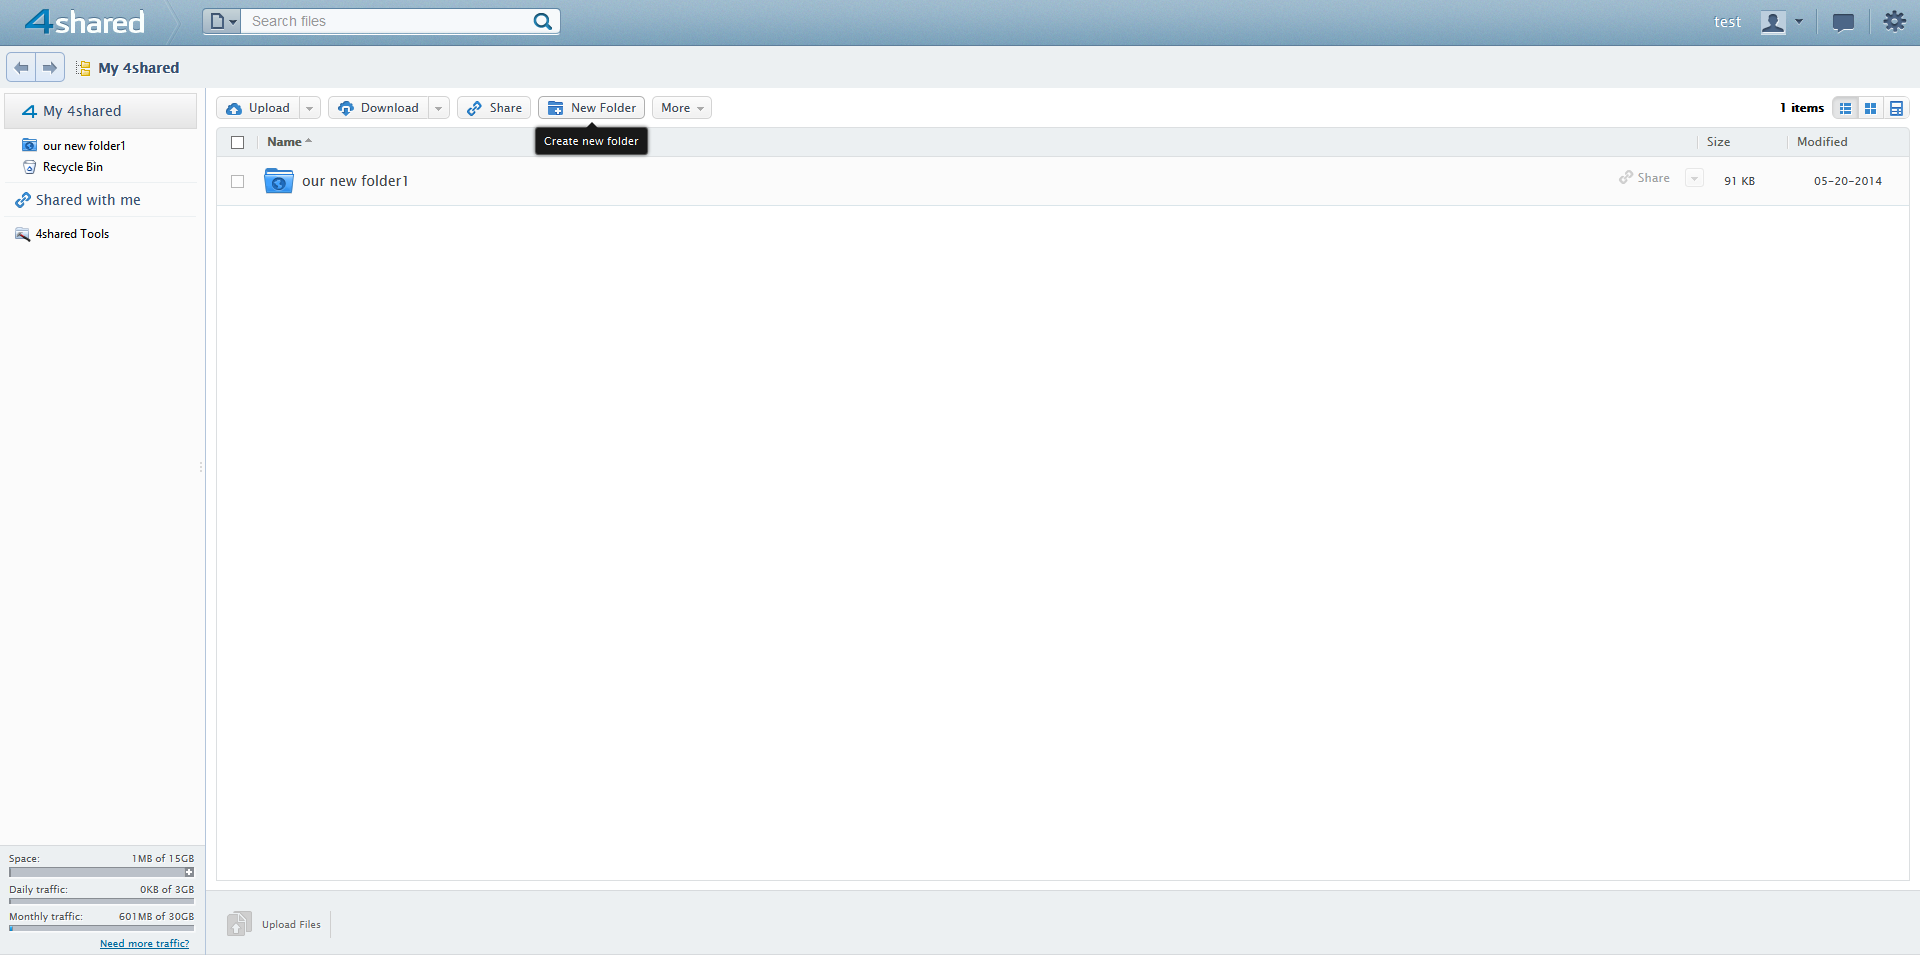 4shared
Search files
test
My 4shared
My 4shared
our new folder1
Recycle Bin
Shared with me
4shared Tools
Upload
Download
Share
New Folder
More
1 items
Create new folder
Name
Size
Modified
our new folder1
Share
91 KB
05-20-2014
Space:
1MB of 15GB
Daily traffic:
0KB of 3GB
Monthly traffic:
601MB of 30GB
Need more traffic?
Upload Files